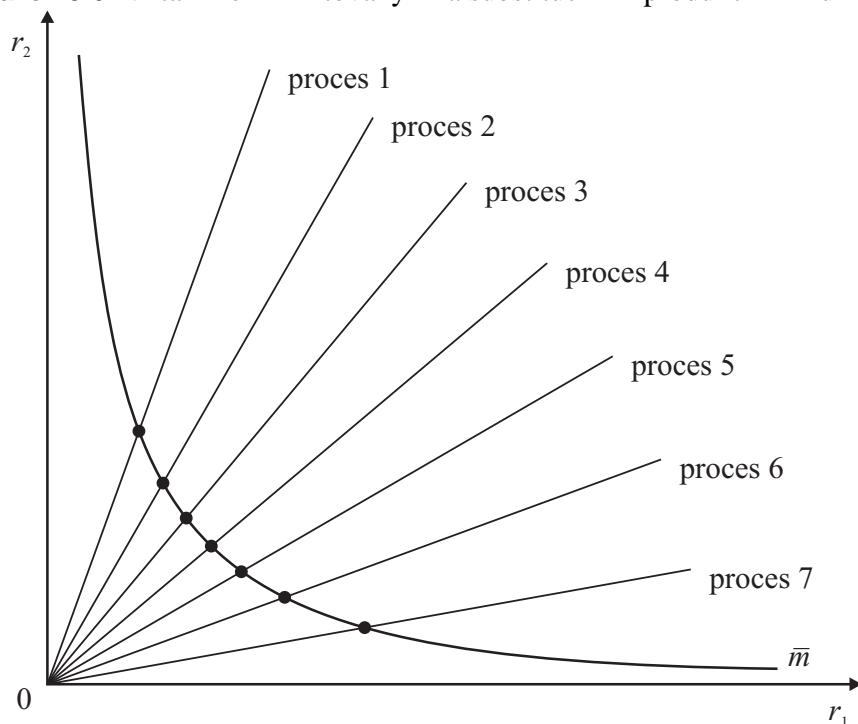 r₂
proces 1
proces 2
proces 3
proces 4
proces 5
proces 6
proces 7
m̅
0
r₁